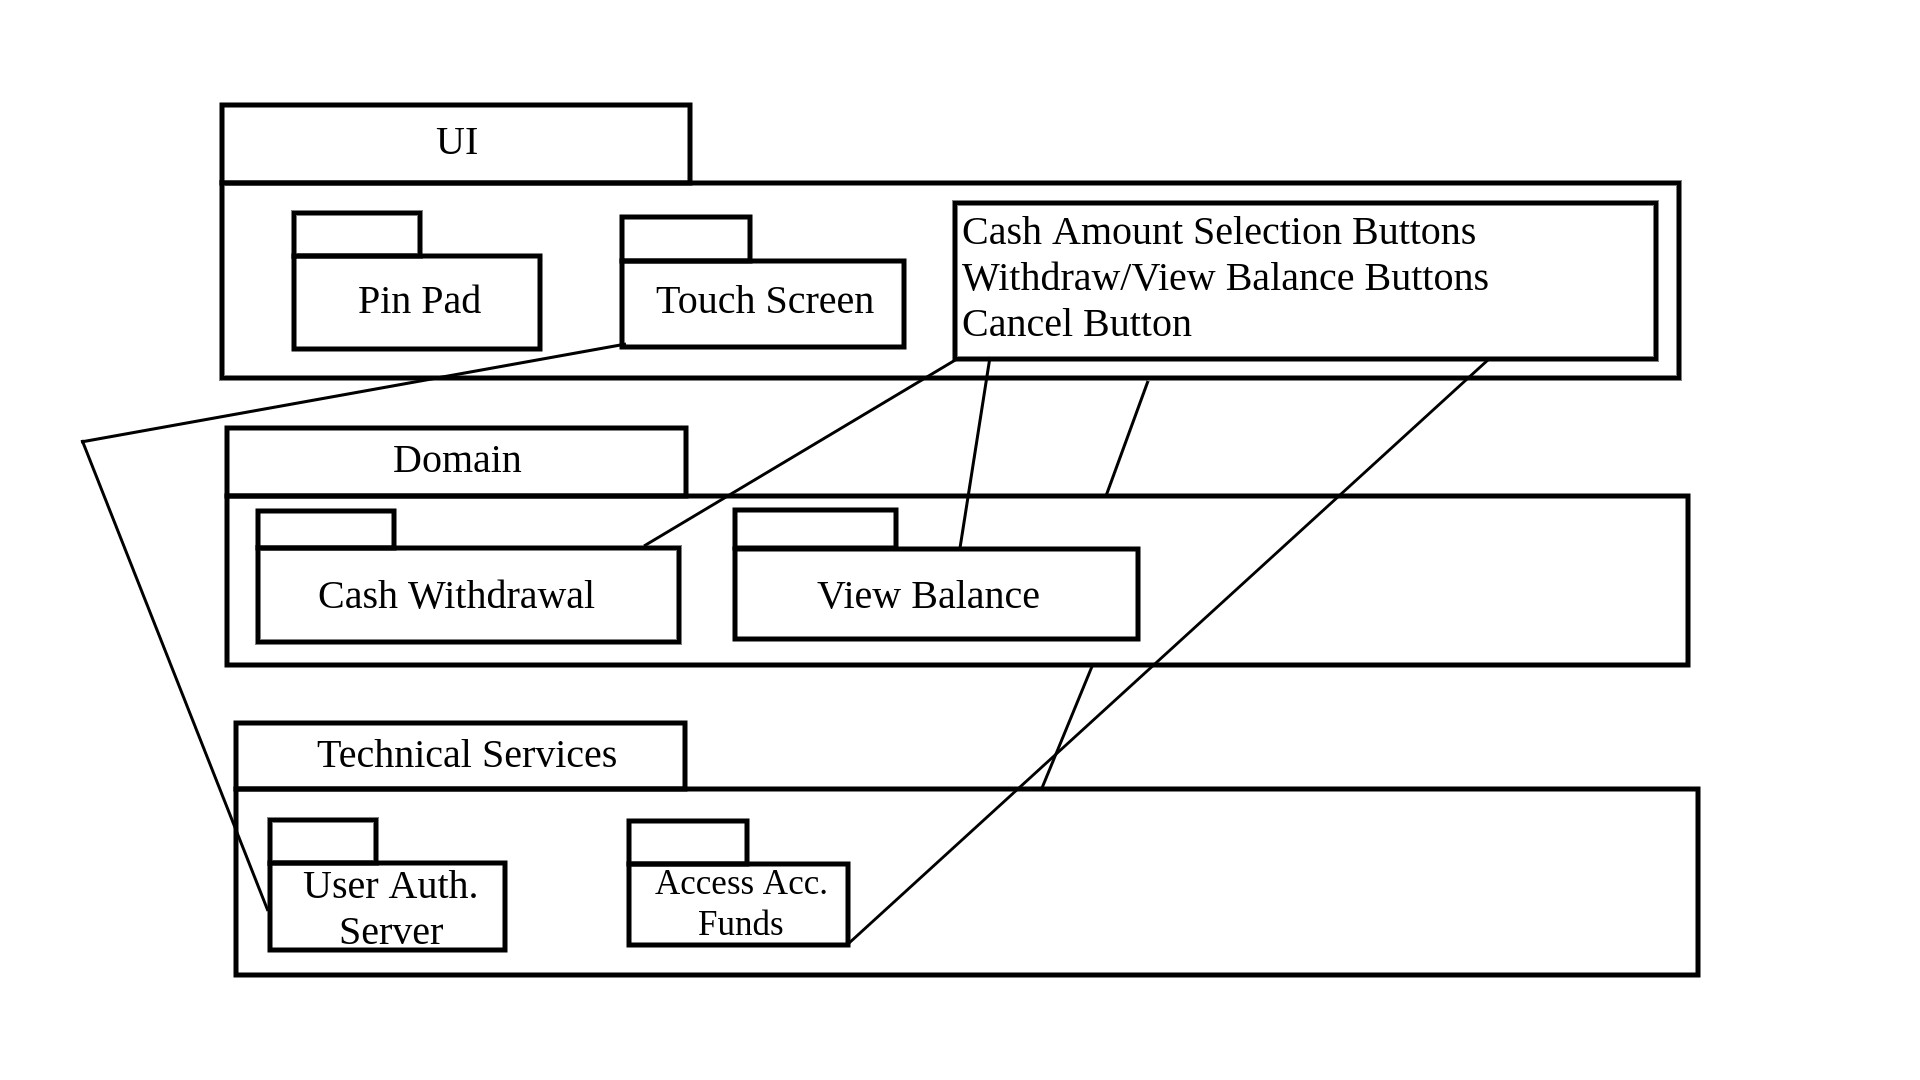 UI
Pin Pad
Touch Screen
Cash Amount Selection Buttons
Withdraw/View Balance Buttons
Cancel Button
Domain
Cash Withdrawal
View Balance
Technical Services
User Auth.
Server
Access Acc.
Funds